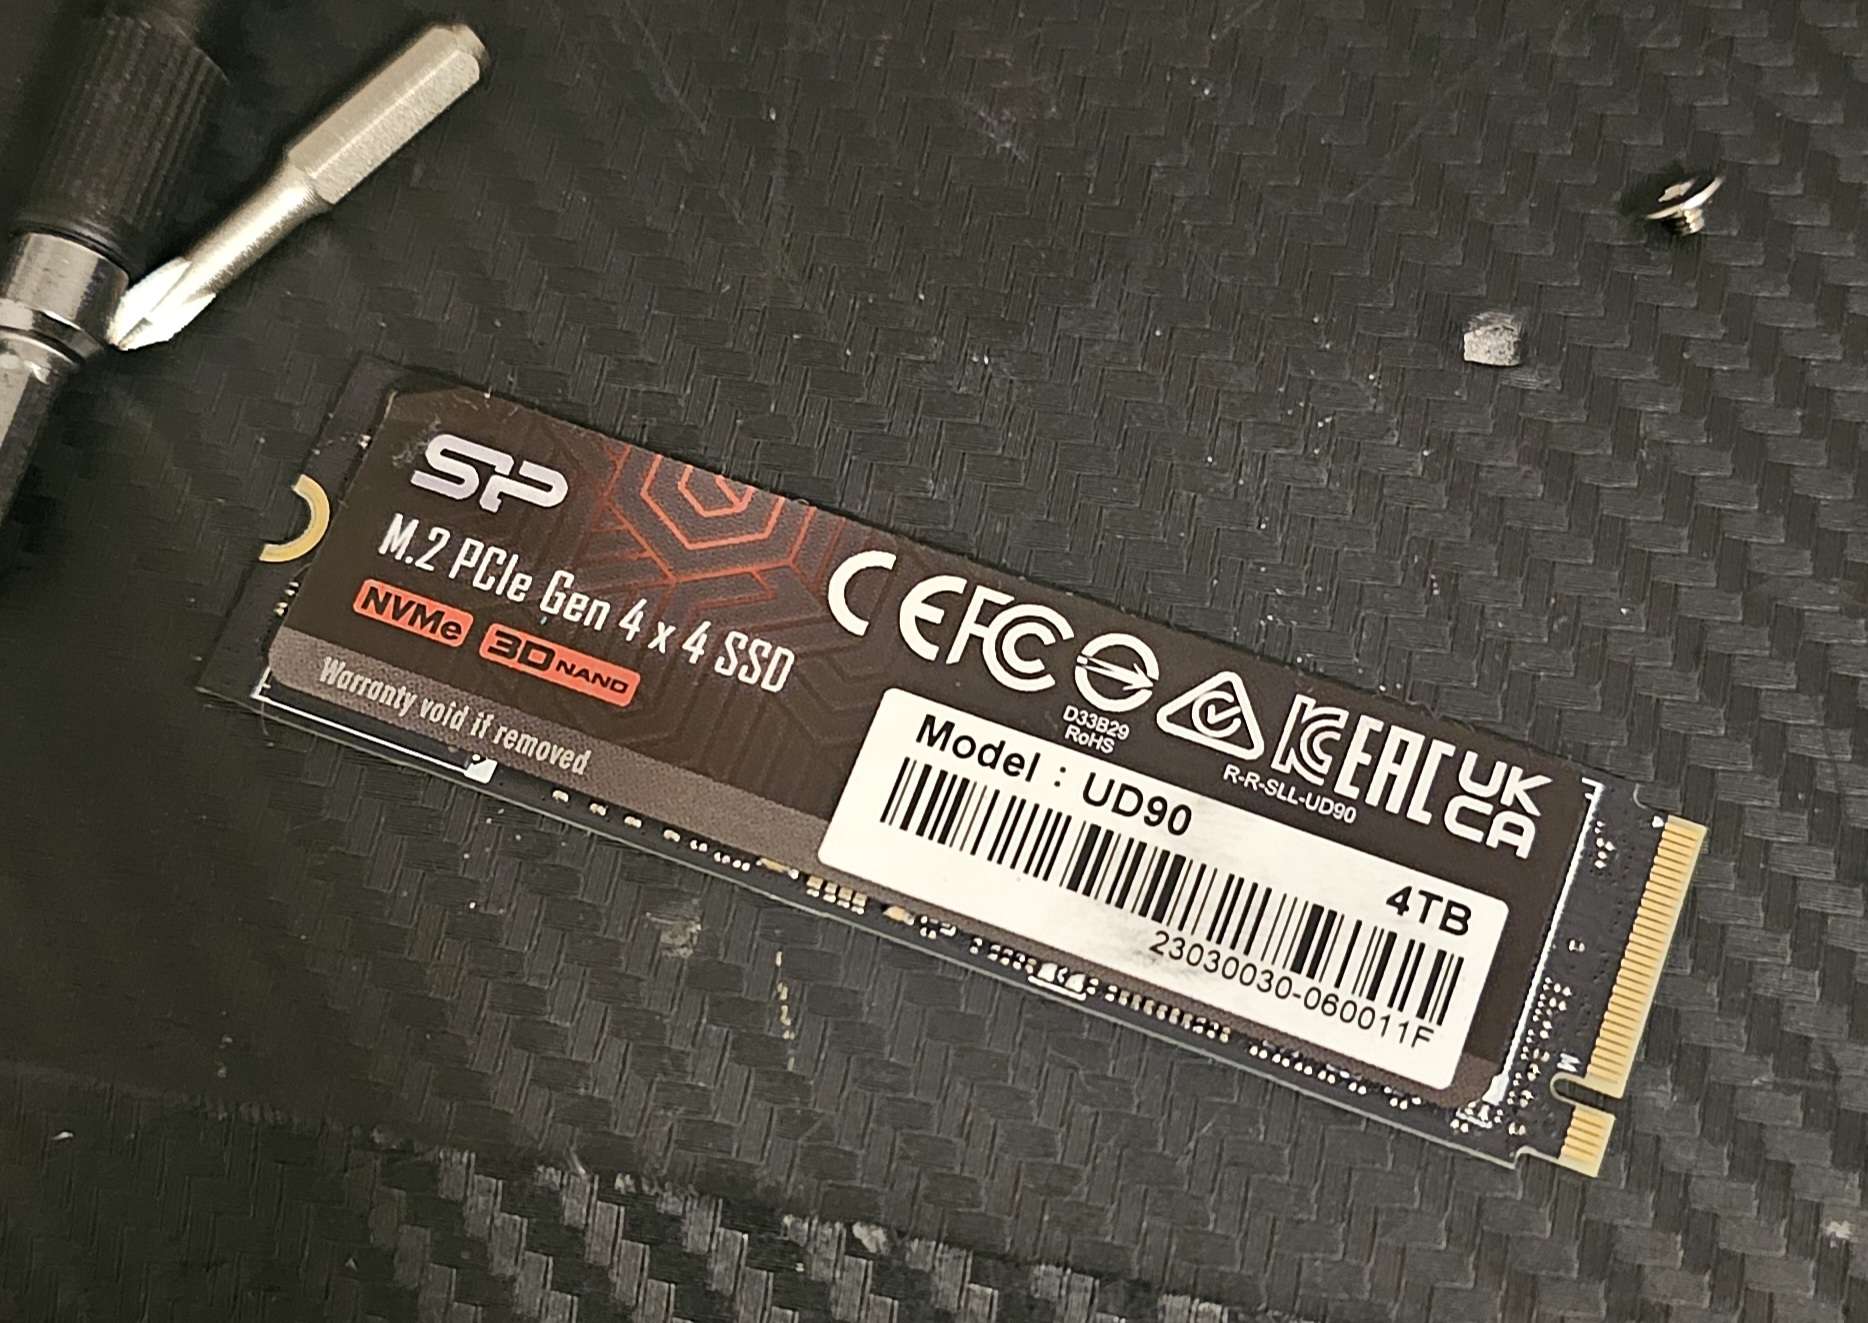 SP
M.2 PCIe Gen 4 x 4 SSD
NVMe 3D NAND
Warranty void if removed
CE FC
D33B29
RoHS
R-R-SLL-UD90
KC EAC UK
CA
Model : UD90
4TB
23030030-060011F
M